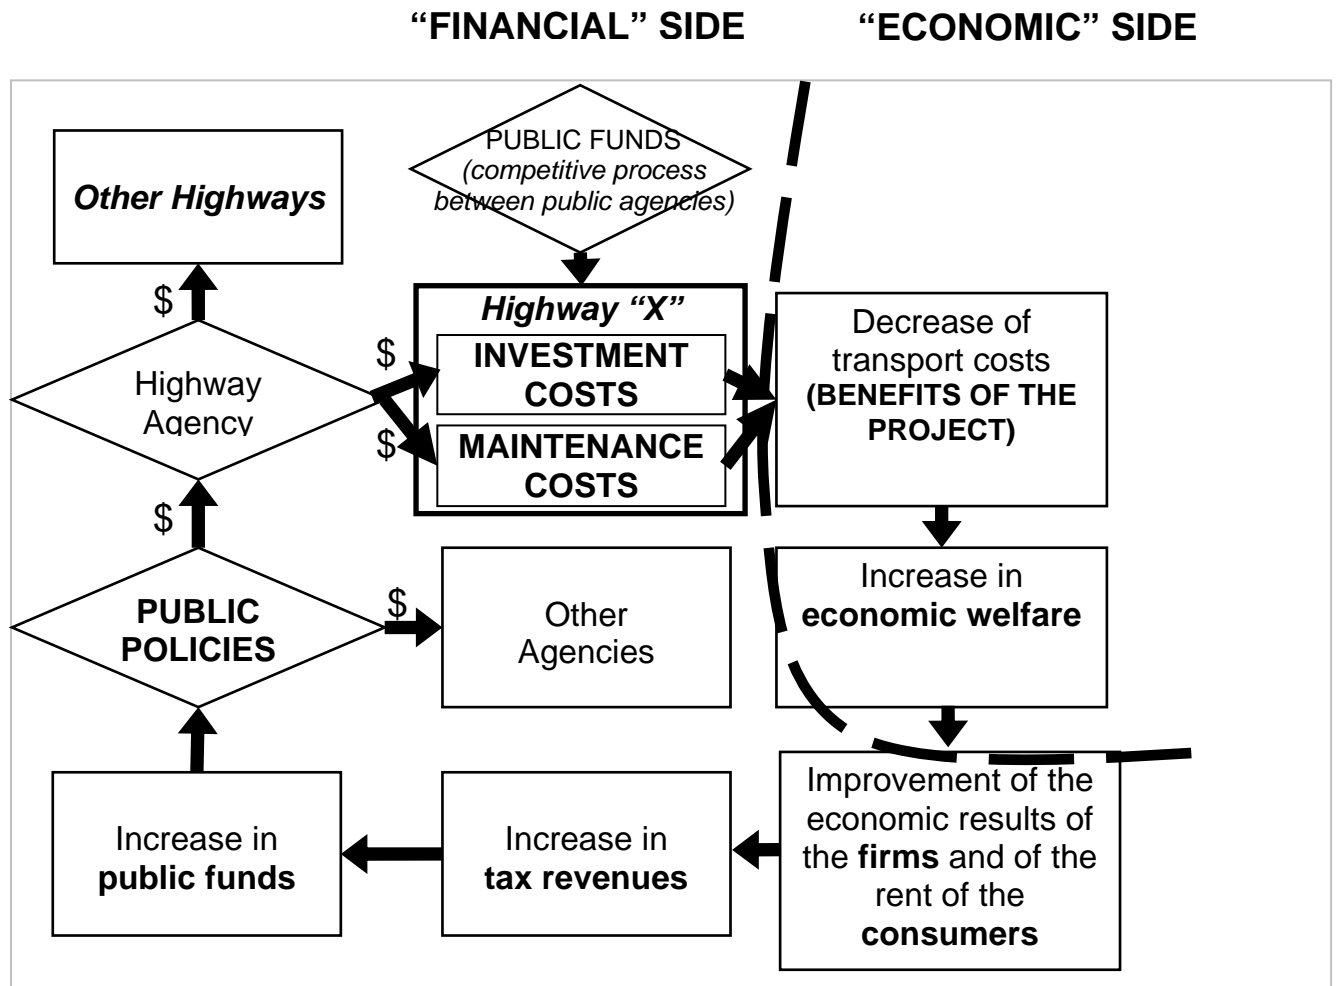 “FINANCIAL” SIDE
“ECONOMIC” SIDE
PUBLIC FUNDS
(competitive process
between public agencies)
Other Highways
$
Highway “X”
INVESTMENT
COSTS
MAINTENANCE
COSTS
$
$
Highway
Agency
Decrease of
transport costs
(BENEFITS OF THE
PROJECT)
$
PUBLIC
POLICIES
$
Other
Agencies
Increase in
economic welfare
Increase in
public funds
Increase in
tax revenues
Improvement of the
economic results of
the firms and of the
rent of the
consumers